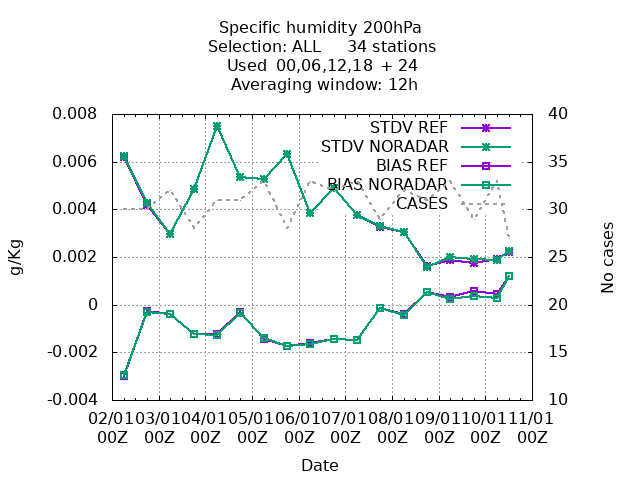 Specific humidity 200hPa
Selection: ALL 34 stations
Used 00,06,12,18 + 24
Averaging window: 12h
STDV REF
STDV NORADAR
BIAS REF
BIAS NORADAR
CASES
0.008
0.006
0.004
0.002
0
-0.002
-0.004
g/Kg
40
35
30
25
20
15
10
No cases
02/01 03/01 04/01 05/01 06/01 07/01 08/01 09/01 10/01 11/01
00Z 00Z 00Z 00Z 00Z 00Z 00Z 00Z 00Z 00Z
Date